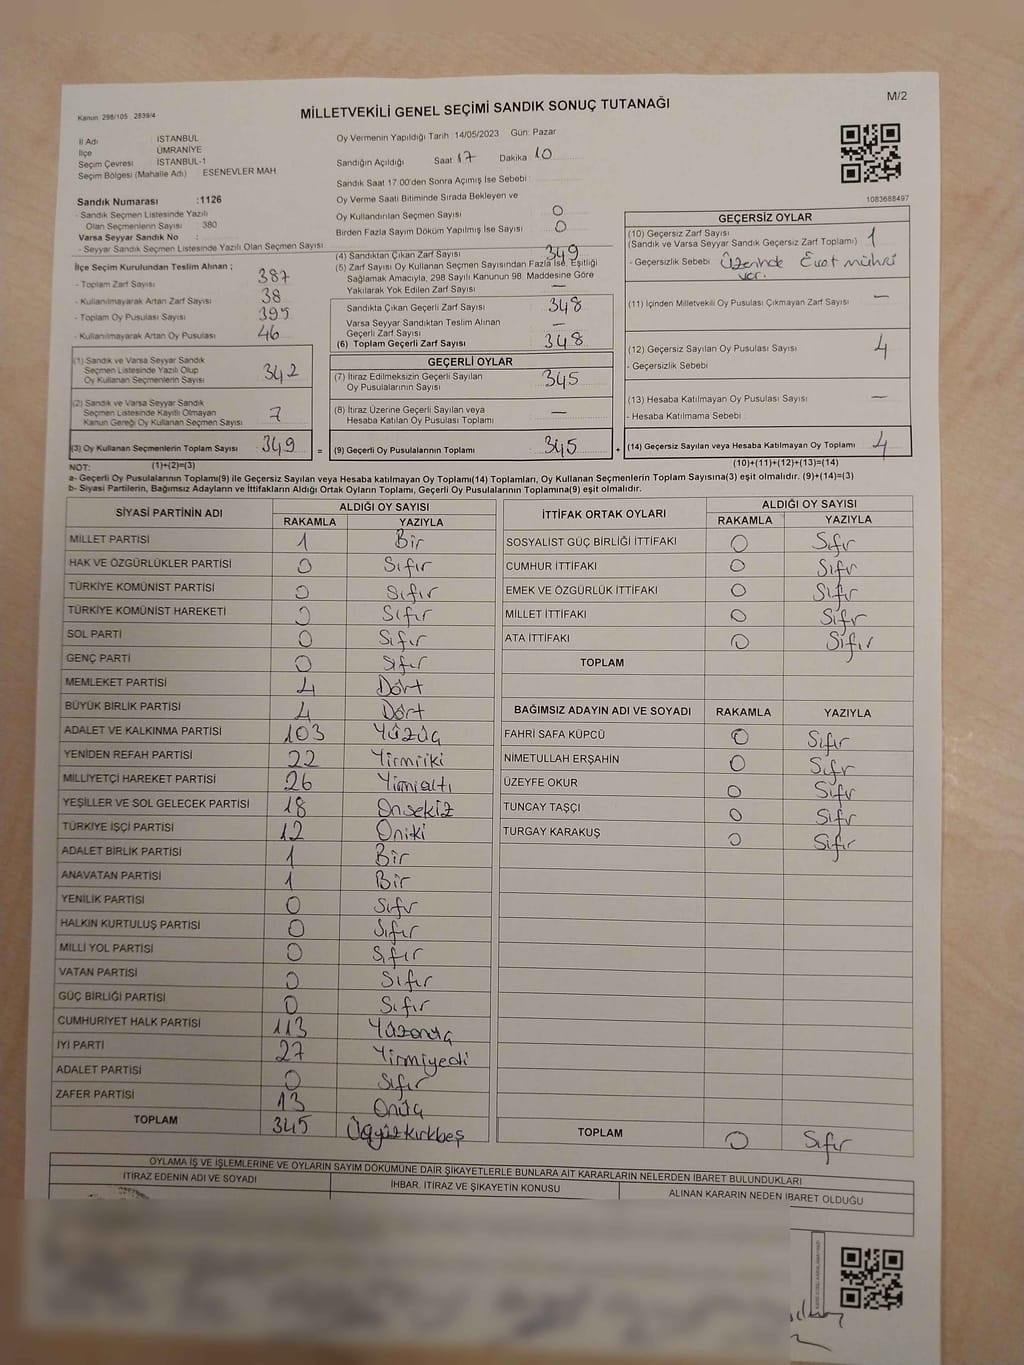 M/2
Kanun 298/105 2839/4
MİLLETVEKİLİ GENEL SEÇİMİ SANDIK SONUÇ TUTANAĞI
İl Adı İSTANBUL
İlçe ÜMRANİYE
Seçim Çevresi İSTANBUL-1
Seçim Bölgesi (Mahalle Adı) ESENEVLER MAH.
Oy Vermenin Yapıldığı Tarih 14/05/2023 Gün: Pazar
Sandığın Açıldığı Saat 17 Dakika 10
Sandık Saat 17.00'den Sonra Açımış İse Sebebi :
Oy Verme Saati Bitiminde Sırada Bekleyen ve
Oy Kullandırılan Seçmen Sayısı 0
Birden Fazla Sayım Döküm Yapılmış İse Sayısı 0
1083688497
Sandık Numarası :1126
- Sandık Seçmen Listesinde Yazılı
Olan Seçmenlerin Sayısı : 380
Varsa Seyyar Sandık No :
- Seyyar Sandık Seçmen Listesinde Yazılı Olan Seçmen Sayısı
İlçe Seçim Kurulundan Teslim Alınan ;
- Toplam Zarf Sayısı 387
- Kullanılmayarak Artan Zarf Sayısı 38
- Toplam Oy Pusulası Sayısı 395
- Kullanılmayarak Artan Oy Pusulası 46
(1) Sandık ve Varsa Seyyar Sandık
Seçmen Listesinde Yazılı Olup
Oy Kullanan Seçmenlerin Sayısı 342
(2) Sandık ve Varsa Seyyar Sandık
Seçmen Listesinde Kayıtlı Olmayan
Kanun Gereği Oy Kullanan Seçmen Sayısı 7
(3) Oy Kullanan Seçmenlerin Toplam Sayısı 349 =
(1)+(2)=(3)
(4) Sandıktan Çıkan Zarf Sayısı 349
(5) Zarf Sayısı Oy Kullanan Seçmen Sayısından Fazla İse, Eşitliği
Sağlamak Amacıyla, 298 Sayılı Kanunun 98. Maddesine Göre
Yakılarak Yok Edilen Zarf Sayısı —
Sandıkta Çıkan Geçerli Zarf Sayısı 348
Varsa Seyyar Sandıktan Teslim Alınan
Geçerli Zarf Sayısı —
(6) Toplam Geçerli Zarf Sayısı 348
GEÇERLİ OYLAR
(7) İtiraz Edilmeksizin Geçerli Sayılan
Oy Pusulalarının Sayısı 345
(8) İtiraz Üzerine Geçerli Sayılan veya
Hesaba Katılan Oy Pusulası Toplamı —
(9) Geçerli Oy Pusulalarının Toplamı 345 +
GEÇERSİZ OYLAR
(10) Geçersiz Zarf Sayısı
(Sandık ve Varsa Seyyar Sandık Geçersiz Zarf Toplamı) 1
- Geçersizlik Sebebi Üzerinde Evet mührü
var.
(11) İçinden Milletvekili Oy Pusulası Çıkmayan Zarf Sayısı —
(12) Geçersiz Sayılan Oy Pusulası Sayısı 4
- Geçersizlik Sebebi
(13) Hesaba Katılmayan Oy Pusulası Sayısı —
- Hesaba Katılmama Sebebi
(14) Geçersiz Sayılan veya Hesaba Katılmayan Oy Toplamı 4
(10)+(11)+(12)+(13)=(14)
NOT:
a- Geçerli Oy Pusulalarının Toplamı(9) ile Geçersiz Sayılan veya Hesaba katılmayan Oy Toplamı(14) Toplamları, Oy Kullanan Seçmenlerin Toplam Sayısına(3) eşit olmalıdır. (9)+(14)=(3)
b- Siyasi Partilerin, Bağımsız Adayların ve İttifakların Aldığı Ortak Oyların Toplamı, Geçerli Oy Pusulalarının Toplamına(9) eşit olmalıdır.
SİYASİ PARTİNİN ADI ALDIĞI OY SAYISI
RAKAMLA YAZIYLA
MİLLET PARTİSİ 1 Bir
HAK VE ÖZGÜRLÜKLER PARTİSİ 0 Sıfır
TÜRKİYE KOMÜNİST PARTİSİ 0 Sıfır
TÜRKİYE KOMÜNİST HAREKETİ 0 Sıfır
SOL PARTİ 0 Sıfır
GENÇ PARTİ 0 Sıfır
MEMLEKET PARTİSİ 4 Dört
BÜYÜK BİRLİK PARTİSİ 4 Dört
ADALET VE KALKINMA PARTİSİ 103 Yüzüç
YENİDEN REFAH PARTİSİ 22 Yirmiiki
MİLLİYETÇİ HAREKET PARTİSİ 26 Yirmialtı
YEŞİLLER VE SOL GELECEK PARTİSİ 18 Onsekiz
TÜRKİYE İŞÇİ PARTİSİ 12 Oniki
ADALET BİRLİK PARTİSİ 1 Bir
ANAVATAN PARTİSİ 1 Bir
YENİLİK PARTİSİ 0 Sıfır
HALKIN KURTULUŞ PARTİSİ 0 Sıfır
MİLLİ YOL PARTİSİ 0 Sıfır
VATAN PARTİSİ 0 Sıfır
GÜÇ BİRLİĞİ PARTİSİ 0 Sıfır
CUMHURİYET HALK PARTİSİ 113 Yüzonüç
İYİ PARTİ 27 Yirmiyedi
ADALET PARTİSİ 0 Sıfır
ZAFER PARTİSİ 13 Onüç
TOPLAM 345 Üçyüzkırkbeş
İTTİFAK ORTAK OYLARI ALDIĞI OY SAYISI
RAKAMLA YAZIYLA
SOSYALİST GÜÇ BİRLİĞİ İTTİFAKI 0 Sıfır
CUMHUR İTTİFAKI 0 Sıfır
EMEK VE ÖZGÜRLÜK İTTİFAKI 0 Sıfır
MİLLET İTTİFAKI 0 Sıfır
ATA İTTİFAKI 0 Sıfır
TOPLAM
BAĞIMSIZ ADAYIN ADI VE SOYADI RAKAMLA YAZIYLA
FAHRİ SAFA KÜPCÜ 0 Sıfır
NİMETULLAH ERŞAHİN 0 Sıfır
ÜZEYFE OKUR 0 Sıfır
TUNCAY TAŞÇI 0 Sıfır
TURGAY KARAKUŞ 0 Sıfır
TOPLAM 0 Sıfır
OYLAMA İŞ VE İŞLEMLERİNE VE OYLARIN SAYIM DÖKÜMÜNE DAİR ŞİKAYETLERLE BUNLARA AİT KARARLARIN NELERDEN İBARET BULUNDUKLARI
İTİRAZ EDENİN ADI VE SOYADI İHBAR, İTİRAZ VE ŞİKAYETİN KONUSU ALINAN KARARIN NEDEN İBARET OLDUĞU